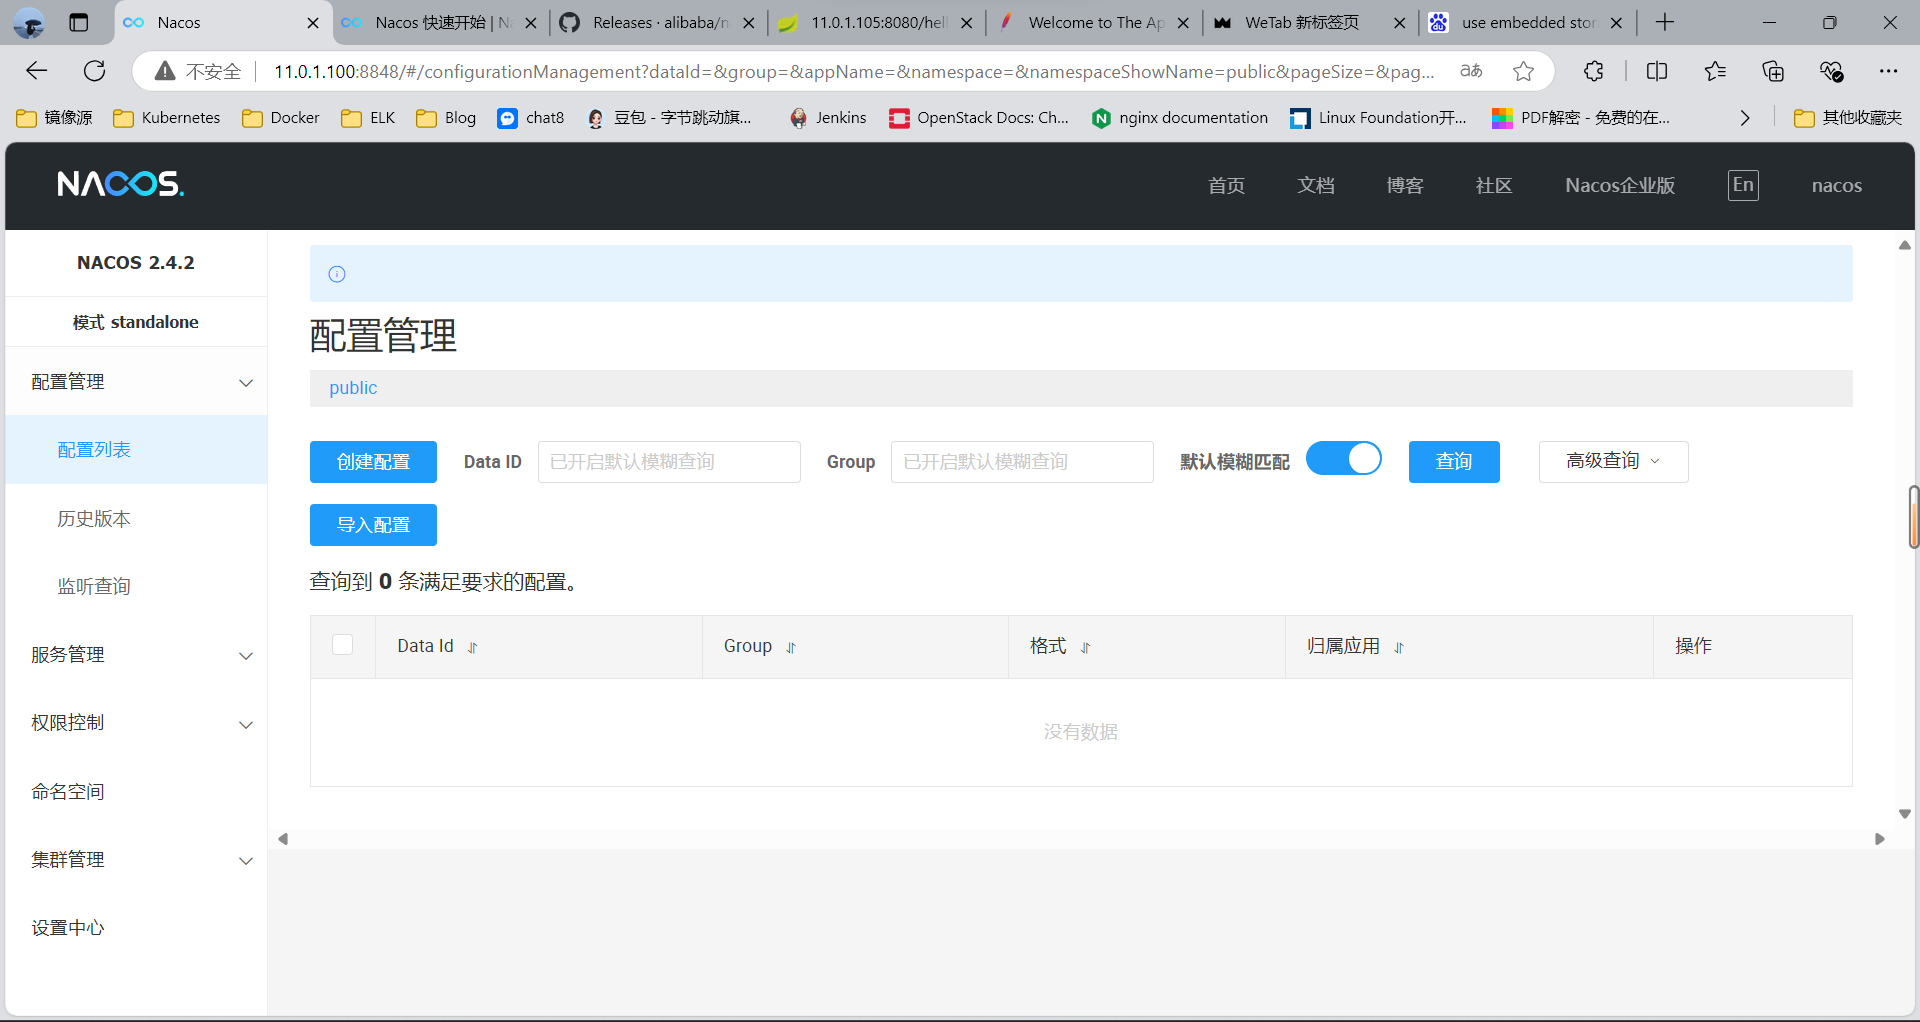 Nacos
Nacos 快速开始 | N
Releases · alibaba/n
11.0.1.105:8080/hell
Welcome to The Ap
WeTab 新标签页
use embedded stor
不安全
11.0.1.100:8848/#/configurationManagement?dataId=&group=&appName=&namespace=&namespaceShowName=public&pageSize=&pag...
镜像源
Kubernetes
Docker
ELK
Blog
chat8
豆包 - 字节跳动旗...
Jenkins
OpenStack Docs: Ch...
nginx documentation
Linux Foundation开...
PDF解密 - 免费的在...
其他收藏夹
NACOS.
首页
文档
博客
社区
Nacos企业版
En
nacos
NACOS 2.4.2
模式 standalone
配置管理
配置列表
历史版本
监听查询
服务管理
权限控制
命名空间
集群管理
设置中心
配置管理
public
创建配置
Data ID
已开启默认模糊查询
Group
已开启默认模糊查询
默认模糊匹配
查询
高级查询
导入配置
查询到 0 条满足要求的配置。
Data Id
Group
格式
归属应用
操作
没有数据